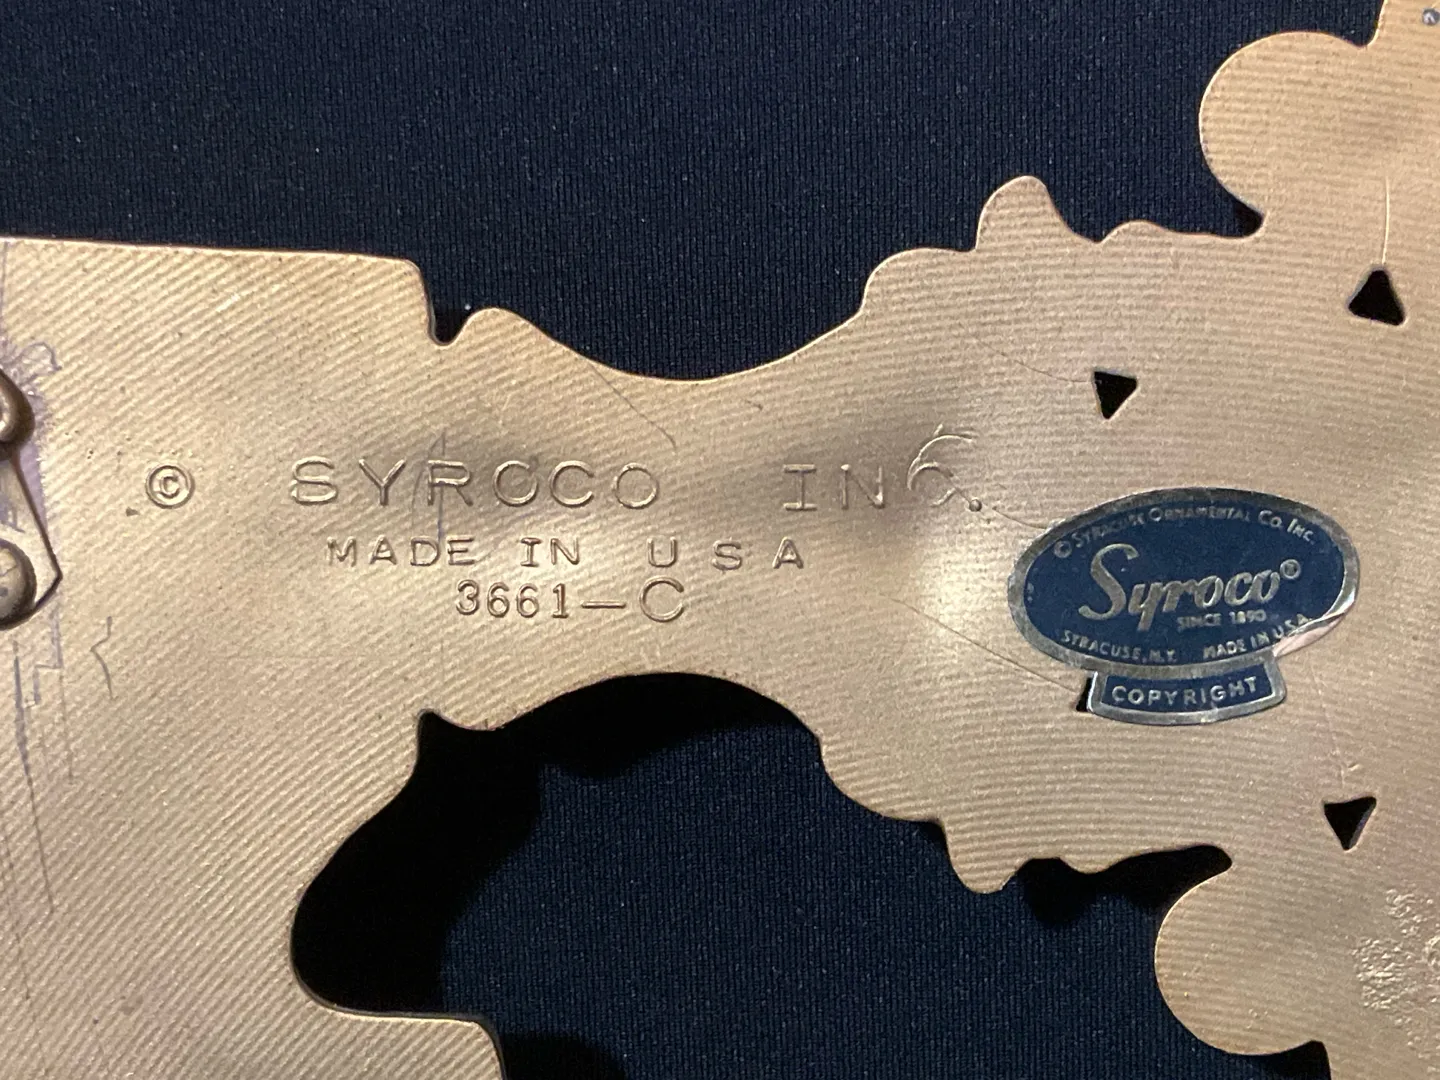 © SYROCO INC.
MADE IN U S A
3661-C
© SYRACUSE ORNAMENTAL CO. INC.
Syroco®
SINCE 1890
SYRACUSE, N.Y. MADE IN USA
COPYRIGHT